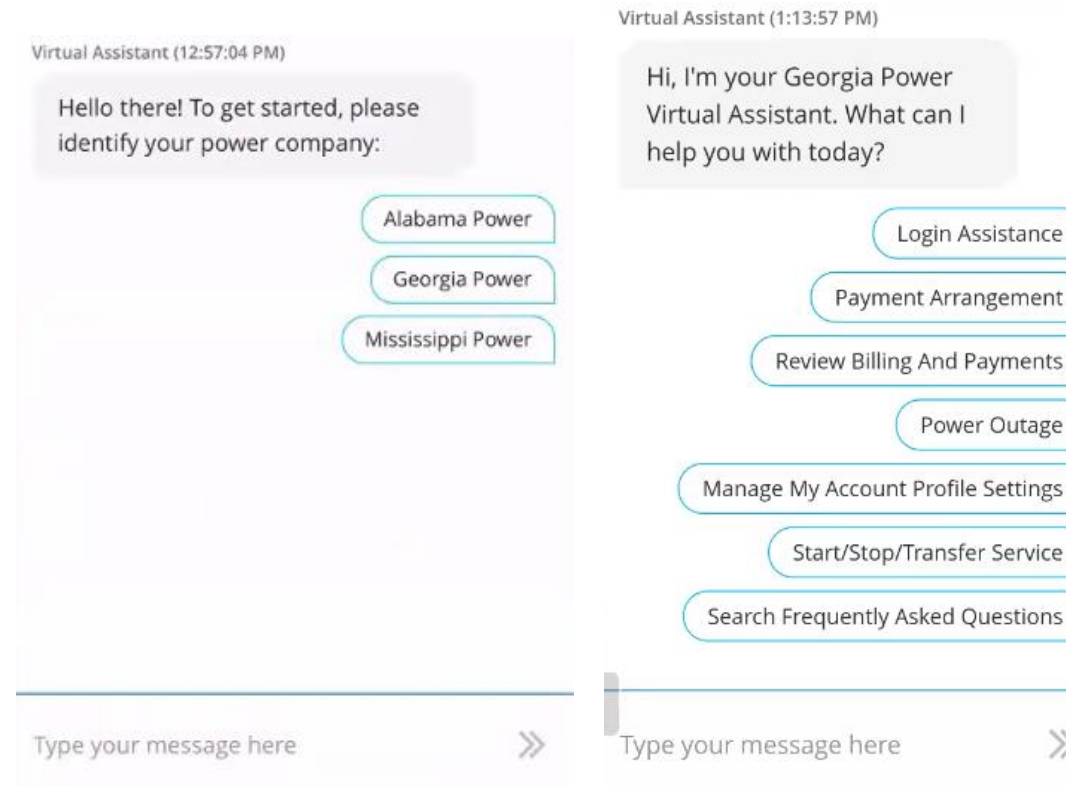 Virtual Assistant (12:57:04 PM)
Hello there! To get started, please
identify your power company:
Alabama Power
Georgia Power
Mississippi Power
Type your message here
Virtual Assistant (1:13:57 PM)
Hi, I'm your Georgia Power
Virtual Assistant. What can I
help you with today?
Login Assistance
Payment Arrangement
Review Billing And Payments
Power Outage
Manage My Account Profile Settings
Start/Stop/Transfer Service
Search Frequently Asked Questions
Type your message here